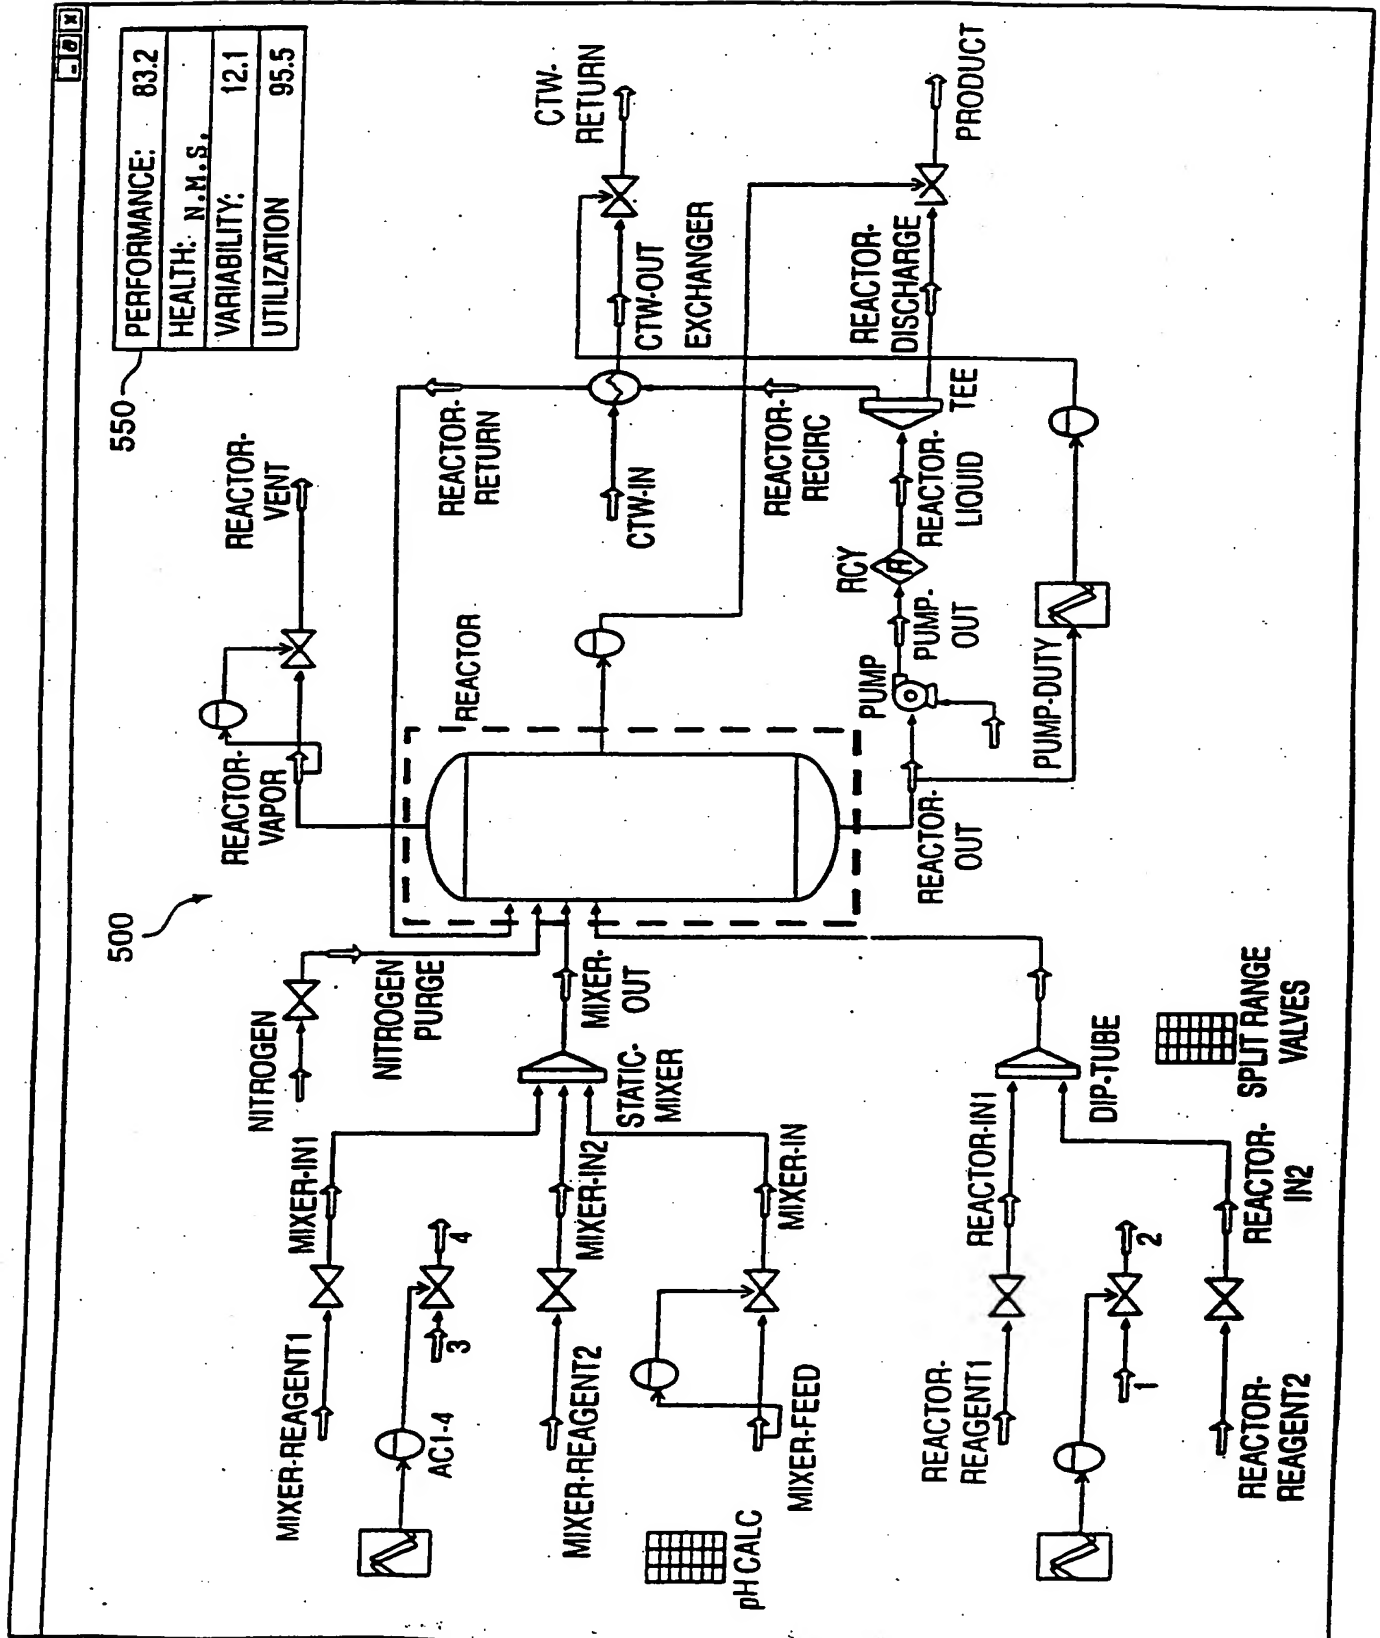 PERFORMANCE: 83.2
HEALTH: N.M.S.
VARIABILITY: 12.1
UTILIZATION 95.5
550
500
REACTOR-
VENT
REACTOR-
VAPOR
NITROGEN
NITROGEN
PURGE
MIXER-REAGENT1
MIXER-IN1
AC1-4
3
4
MIXER-REAGENT2
MIXER-IN2
STATIC-
MIXER
MIXER-
OUT
REACTOR
REACTOR-
RETURN
CTW-IN
CTW-OUT
CTW-
RETURN
EXCHANGER
pH CALC
MIXER-FEED
MIXER-IN
REACTOR-
RECIRC
RCY
R
PUMP
PUMP-
OUT
REACTOR-
LIQUID
TEE
REACTOR-
DISCHARGE
PRODUCT
REACTOR-
OUT
PUMP-DUTY
REACTOR-
REAGENT1
REACTOR-IN1
DIP-TUBE
1
2
REACTOR-
REAGENT2
REACTOR-
IN2
SPLIT RANGE
VALVES